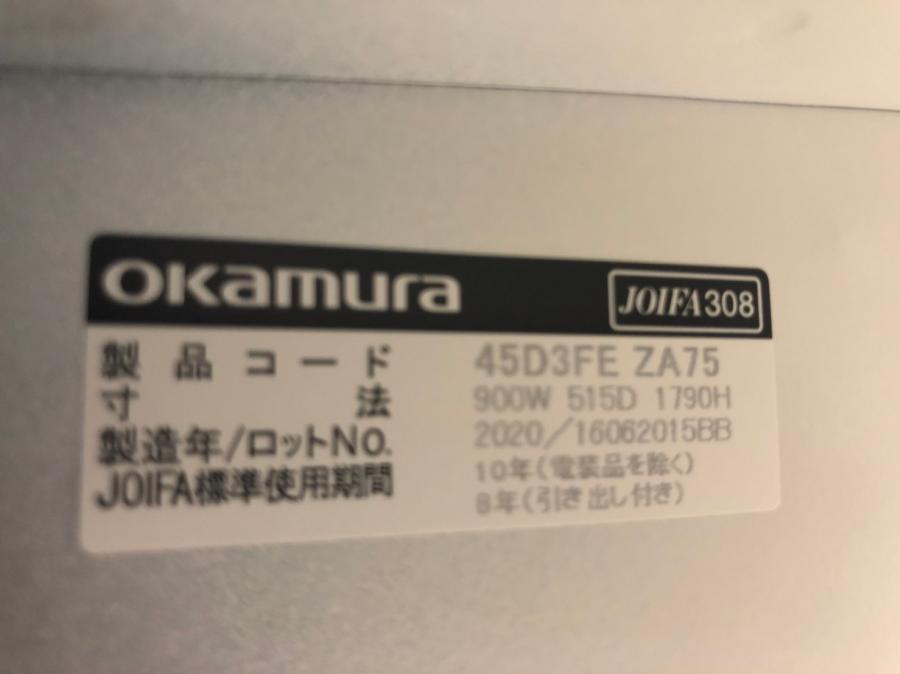 OKamura JOIFA308
製品コード 45D3FE ZA75
寸法 900W 515D 1790H
製造年/ロットNo. 2020/16062015BB
JOIFA標準使用期間 10年(電装品を除く)
8年(引き出し付き)